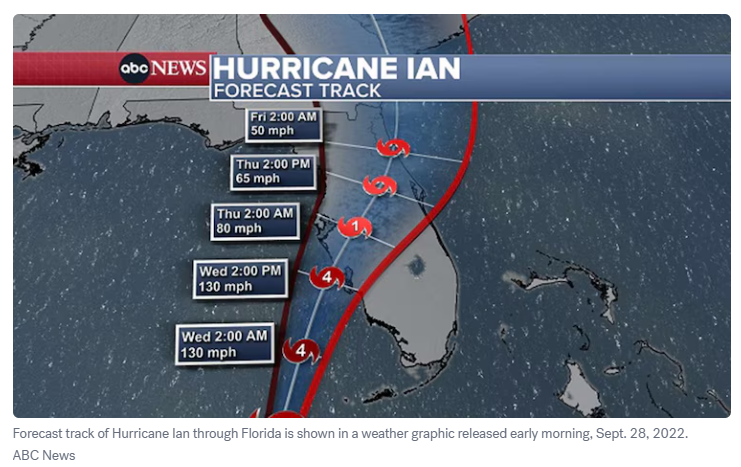 abc NEWS
HURRICANE IAN
FORECAST TRACK
Fri 2:00 AM
50 mph
Thu 2:00 PM
65 mph
Thu 2:00 AM
80 mph
1
Wed 2:00 PM
130 mph
4
Wed 2:00 AM
130 mph
4
Forecast track of Hurricane Ian through Florida is shown in a weather graphic released early morning, Sept. 28, 2022.
ABC News